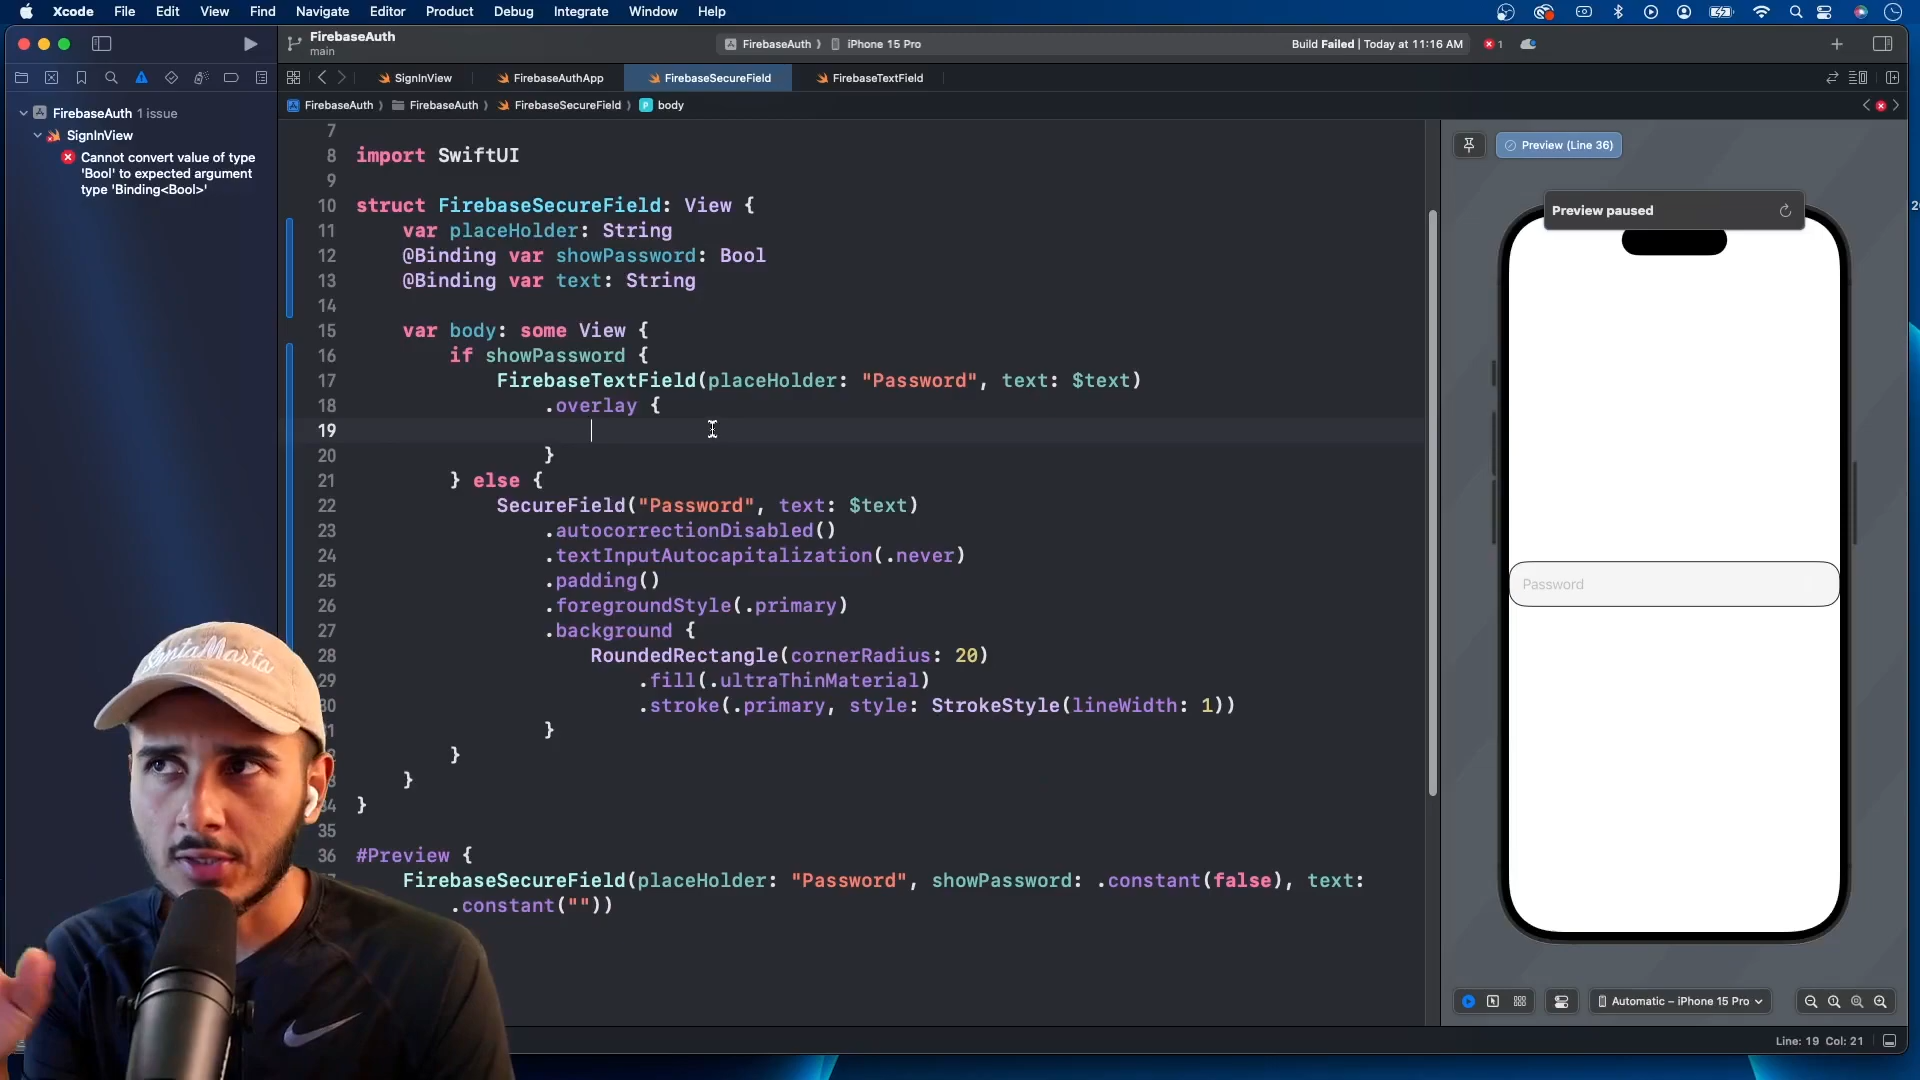 Xcode File Edit View Find Navigate Editor Product Debug Integrate Window Help
FirebaseAuth
main
FirebaseAuth iPhone 15 Pro
Build Failed | Today at 11:16 AM
1
SignInView FirebaseAuthApp FirebaseSecureField FirebaseTextField
FirebaseAuth FirebaseAuth FirebaseSecureField P body
FirebaseAuth 1 issue
SignInView
Cannot convert value of type
'Bool' to expected argument
type 'Binding<Bool>'
7
8 import SwiftUI
9
10 struct FirebaseSecureField: View {
11 var placeHolder: String
12 @Binding var showPassword: Bool
13 @Binding var text: String
14
15 var body: some View {
16 if showPassword {
17 FirebaseTextField(placeHolder: "Password", text: $text)
18 .overlay {
19
20 }
21 } else {
22 SecureField("Password", text: $text)
23 .autocorrectionDisabled()
24 .textInputAutocapitalization(.never)
25 .padding()
26 .foregroundStyle(.primary)
27 .background {
28 RoundedRectangle(cornerRadius: 20)
29 .fill(.ultraThinMaterial)
30 .stroke(.primary, style: StrokeStyle(lineWidth: 1))
}
}
}
}
35
36 #Preview {
FirebaseSecureField(placeHolder: "Password", showPassword: .constant(false), text:
.constant(""))
Preview (Line 36)
Preview paused
Password
Automatic – iPhone 15 Pro
Line: 19 Col: 21